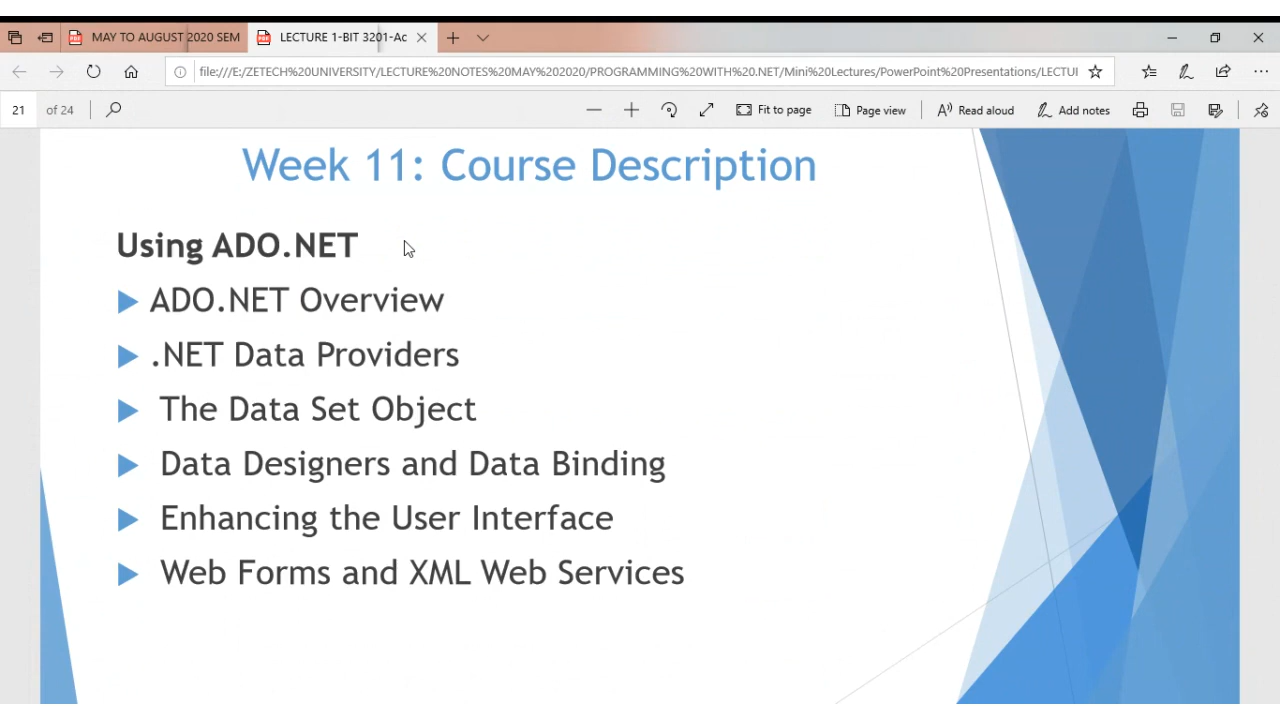 MAY TO AUGUST 2020 SEM
LECTURE 1-BIT 3201-Ac
file:///E:/ZETECH%20UNIVERSITY/LECTURE%20NOTES%20MAY%202020/PROGRAMMING%20WITH%20.NET/Mini%20Lectures/PowerPoint%20Presentations/LECTUI
21 of 24
Fit to page
Page view
Read aloud
Add notes
Week 11: Course Description
Using ADO.NET
ADO.NET Overview
.NET Data Providers
The Data Set Object
Data Designers and Data Binding
Enhancing the User Interface
Web Forms and XML Web Services